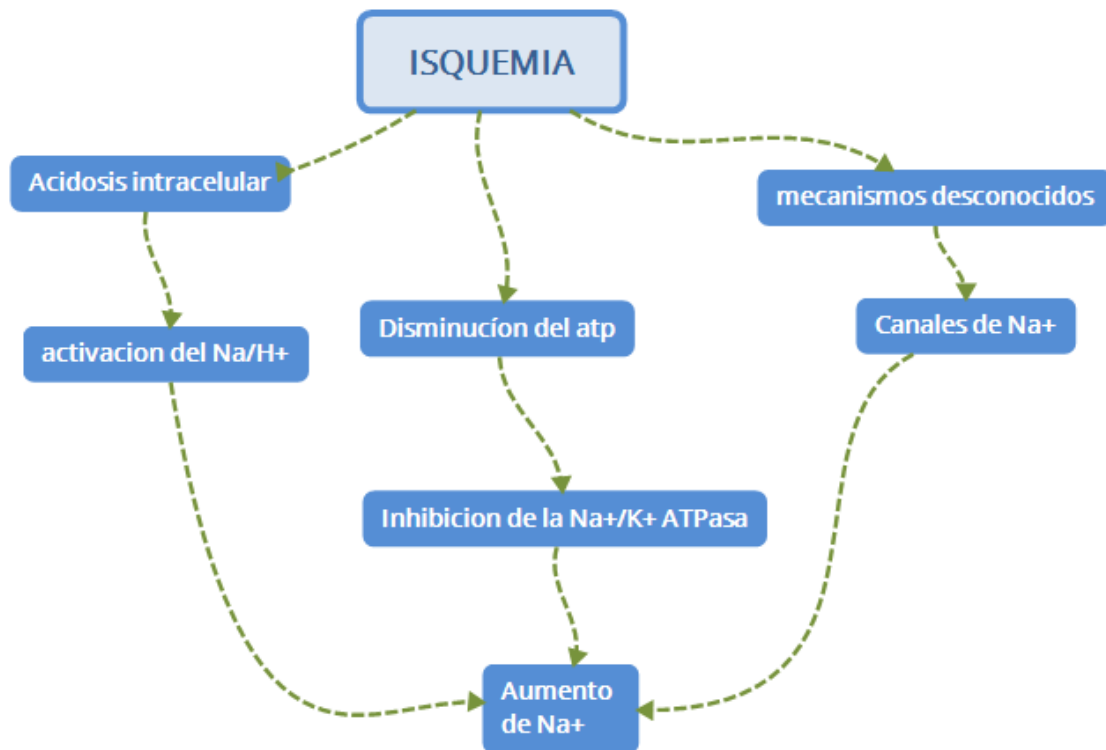 ISQUEMIA
Acidosis intracelular
mecanismos desconocidos
activacion del Na/H+
Disminucíon del atp
Canales de Na+
Inhibicion de la Na+/K+ ATPasa
Aumento
de Na+